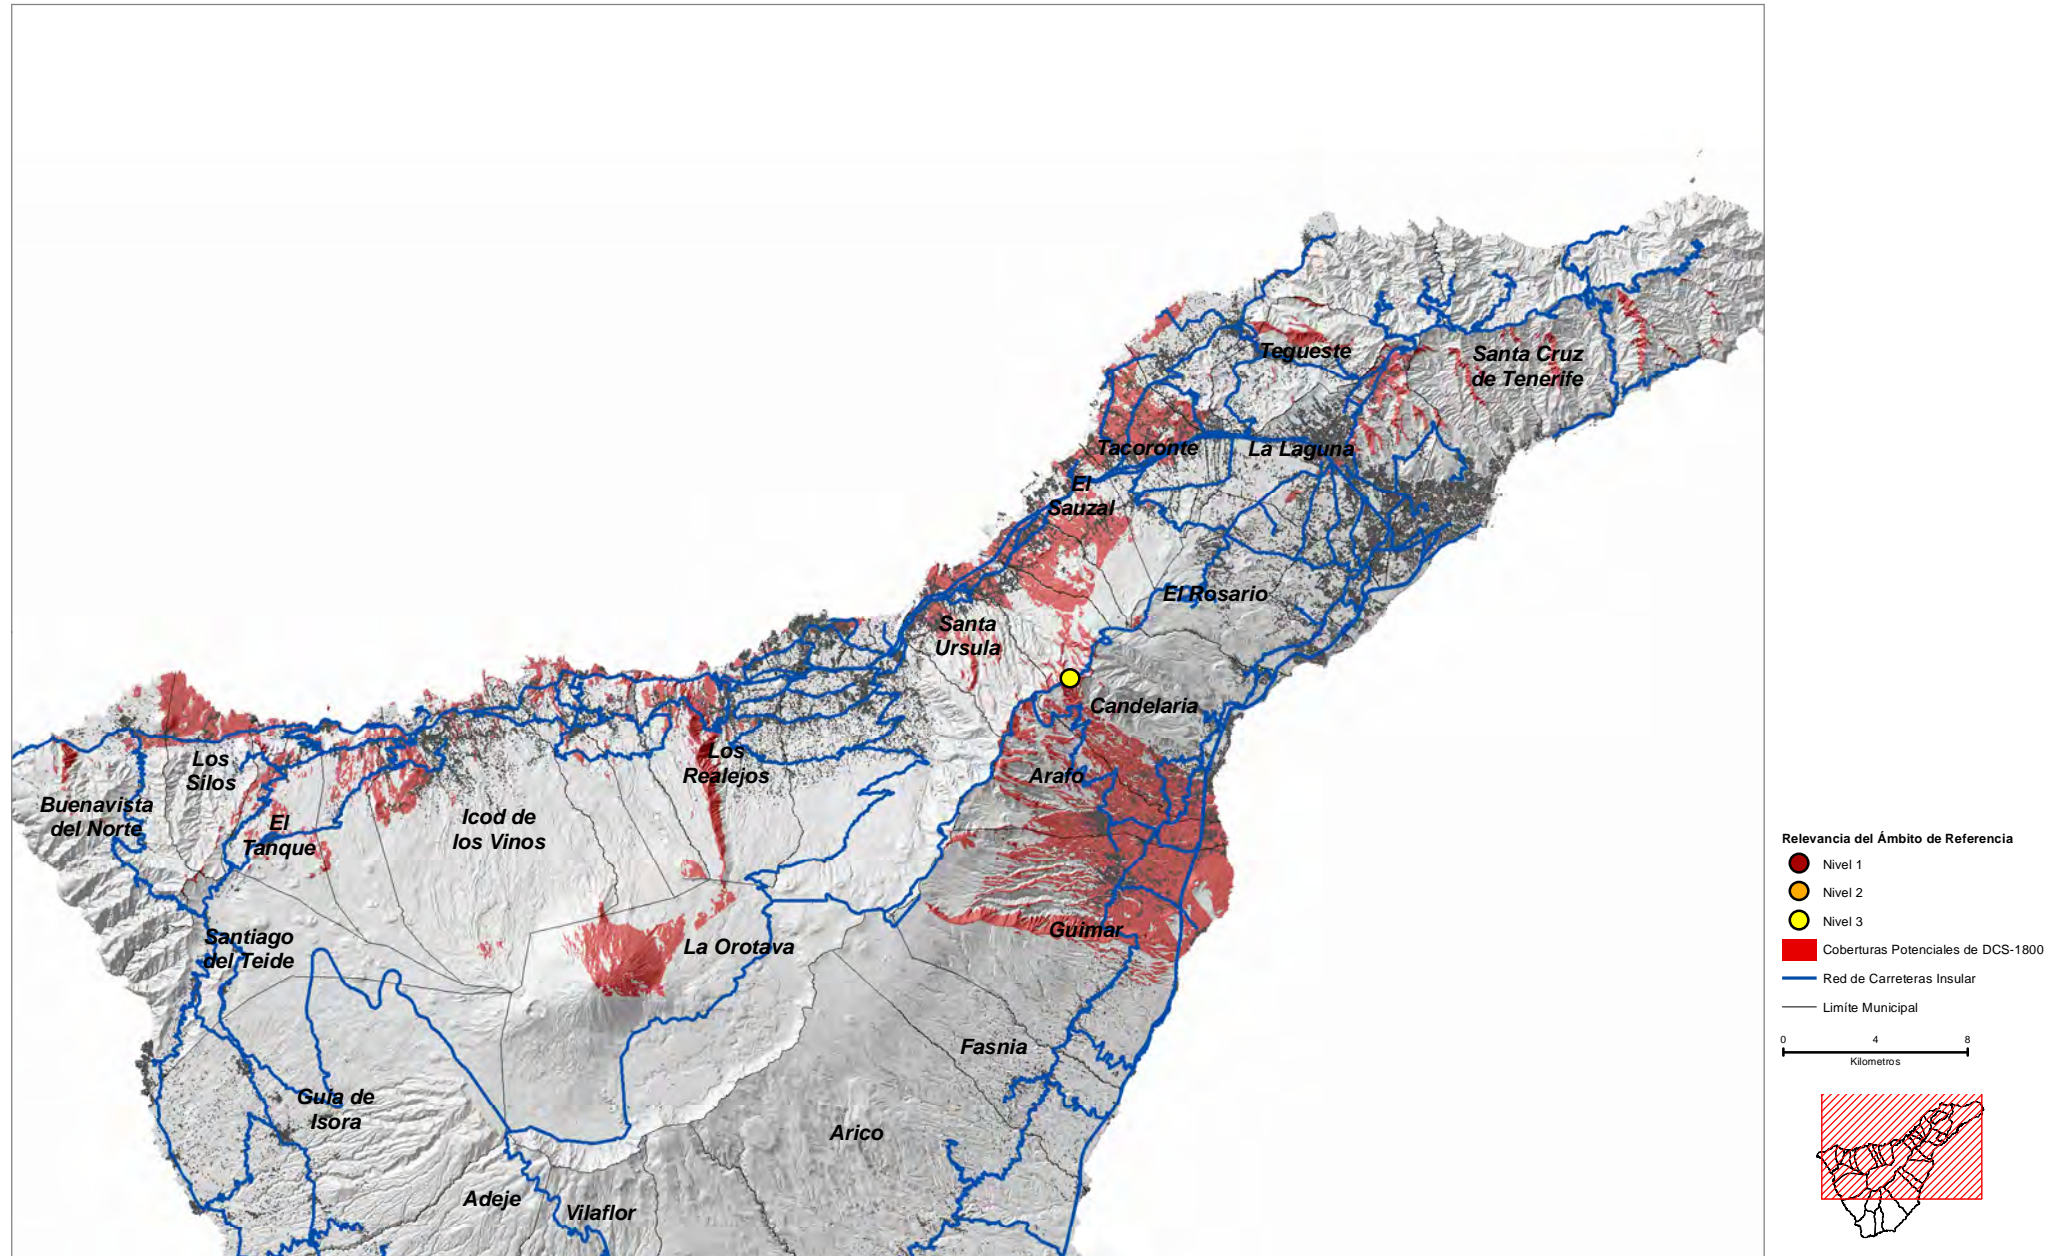 Tegueste
Santa Cruz
de Tenerife
Tacoronte
La Laguna
El
Sauzal
El Rosario
Santa
Ursula
Candelaria
Los
Silos
Los
Realejos
Arafo
Buenavista
del Norte
El
Tanque
Icod de
los Vinos
Guimar
Santiago
del Teide
La Orotava
Fasnia
Guia de
Isora
Arico
Adeje
Vilaflor
Relevancia del Ámbito de Referencia
Nivel 1
Nivel 2
Nivel 3
Coberturas Potenciales de DCS-1800
Red de Carreteras Insular
Limíte Municipal
0 4 8
Kilometros